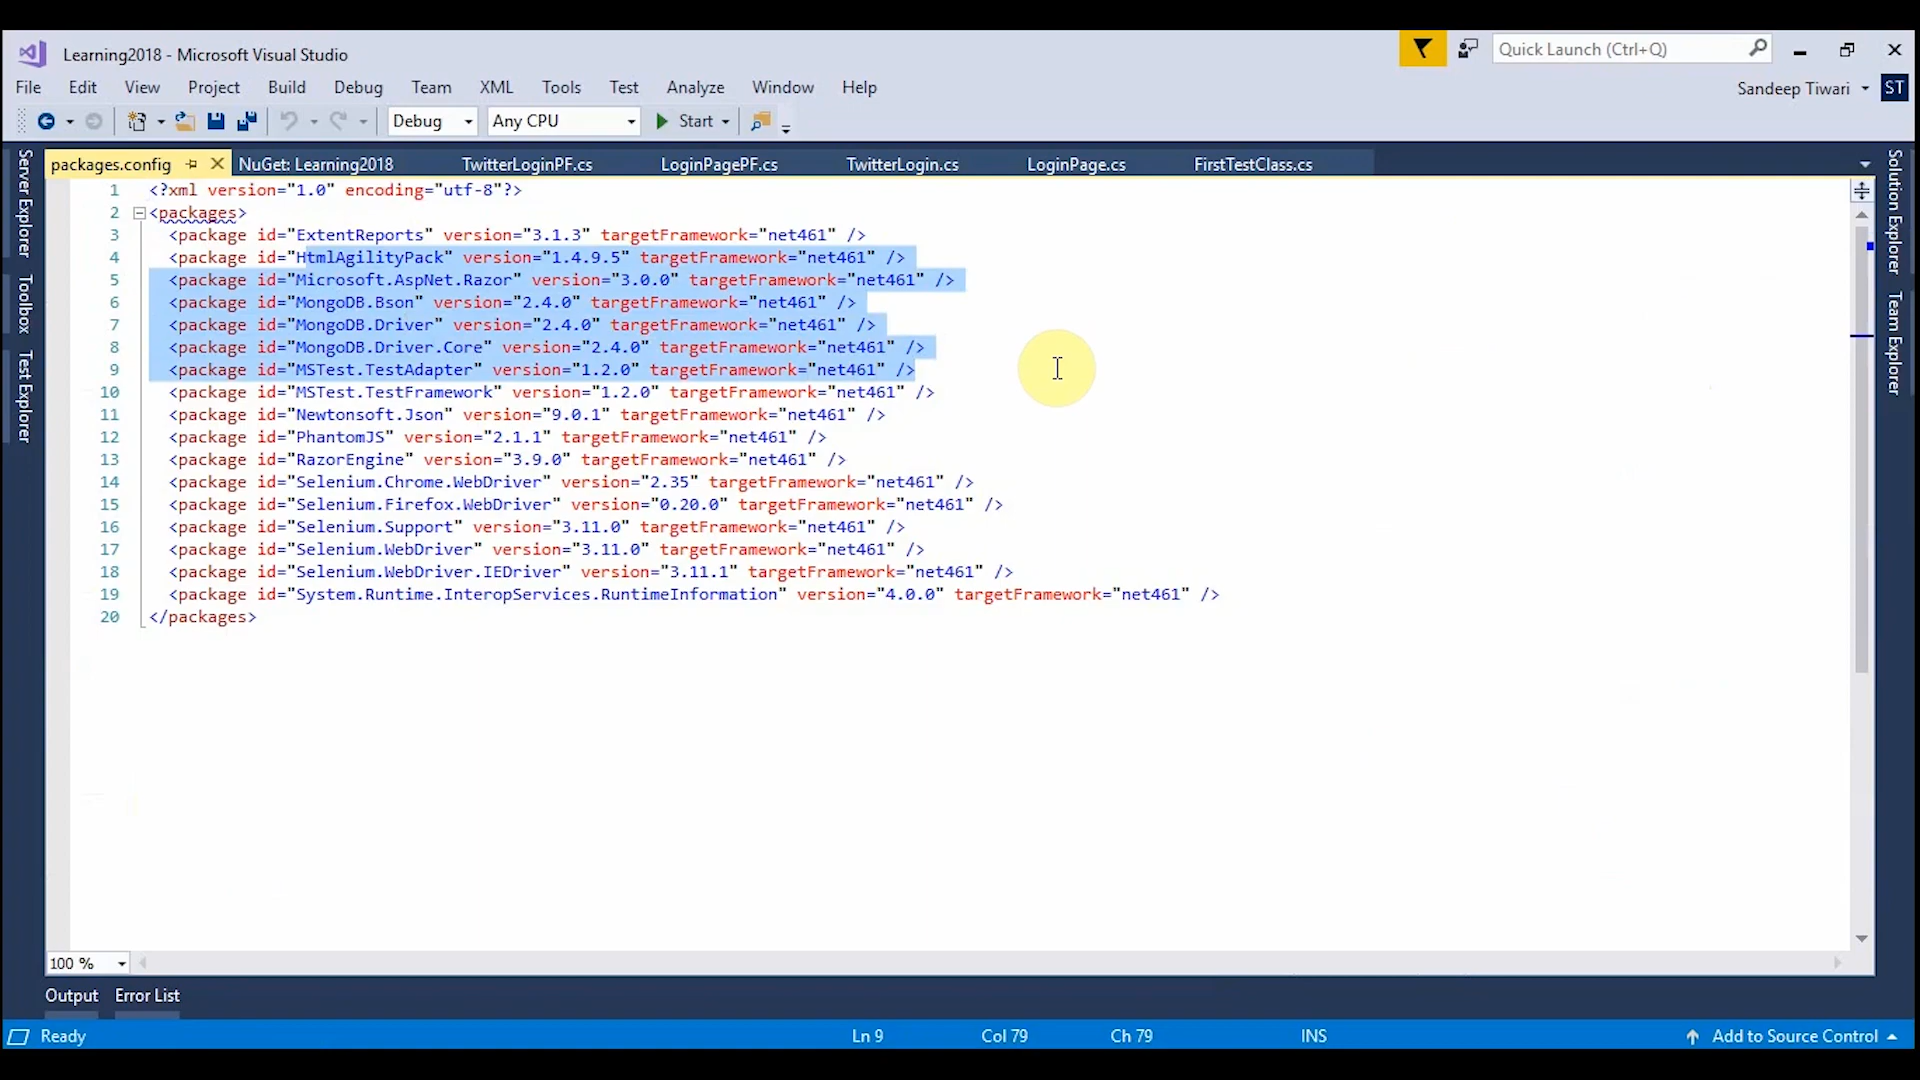 Learning2018 - Microsoft Visual Studio
Quick Launch (Ctrl+Q)
File Edit View Project Build Debug Team XML Tools Test Analyze Window Help
Sandeep Tiwari ST
Debug Any CPU Start
packages.config NuGet: Learning2018 TwitterLoginPF.cs LoginPagePF.cs TwitterLogin.cs LoginPage.cs FirstTestClass.cs
Server Explorer
Toolbox
Test Explorer
1 <?xml version="1.0" encoding="utf-8"?>
2 <packages>
3 <package id="ExtentReports" version="3.1.3" targetFramework="net461" />
4 <package id="HtmlAgilityPack" version="1.4.9.5" targetFramework="net461" />
5 <package id="Microsoft.AspNet.Razor" version="3.0.0" targetFramework="net461" />
6 <package id="MongoDB.Bson" version="2.4.0" targetFramework="net461" />
7 <package id="MongoDB.Driver" version="2.4.0" targetFramework="net461" />
8 <package id="MongoDB.Driver.Core" version="2.4.0" targetFramework="net461" />
9 <package id="MSTest.TestAdapter" version="1.2.0" targetFramework="net461" />
10 <package id="MSTest.TestFramework" version="1.2.0" targetFramework="net461" />
11 <package id="Newtonsoft.Json" version="9.0.1" targetFramework="net461" />
12 <package id="PhantomJS" version="2.1.1" targetFramework="net461" />
13 <package id="RazorEngine" version="3.9.0" targetFramework="net461" />
14 <package id="Selenium.Chrome.WebDriver" version="2.35" targetFramework="net461" />
15 <package id="Selenium.Firefox.WebDriver" version="0.20.0" targetFramework="net461" />
16 <package id="Selenium.Support" version="3.11.0" targetFramework="net461" />
17 <package id="Selenium.WebDriver" version="3.11.0" targetFramework="net461" />
18 <package id="Selenium.WebDriver.IEDriver" version="3.11.1" targetFramework="net461" />
19 <package id="System.Runtime.InteropServices.RuntimeInformation" version="4.0.0" targetFramework="net461" />
20 </packages>
Solution Explorer
Team Explorer
100 %
Output Error List
Ready Ln 9 Col 79 Ch 79 INS Add to Source Control